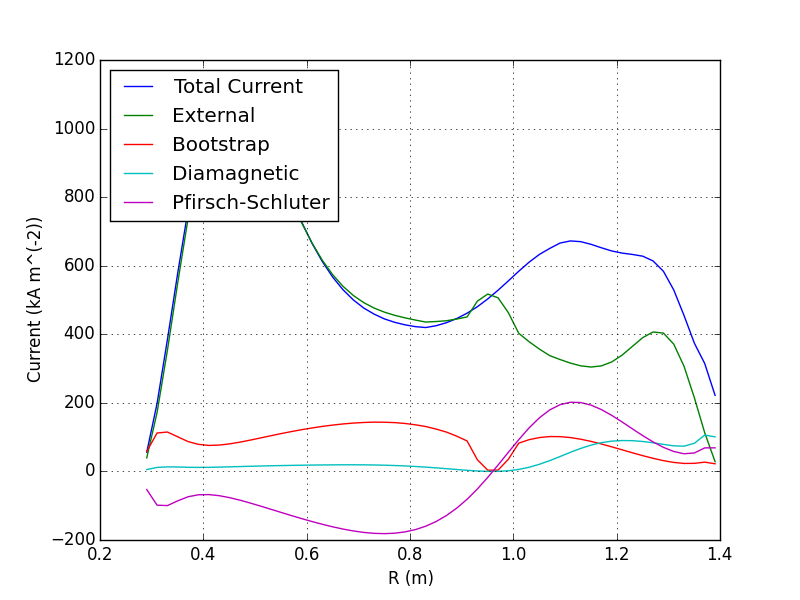 1200
1000
800
600
400
200
0
−200
Current (kA m^(-2))
Total Current
External
Bootstrap
Diamagnetic
Pfirsch-Schluter
0.2 0.4 0.6 0.8 1.0 1.2 1.4
R (m)